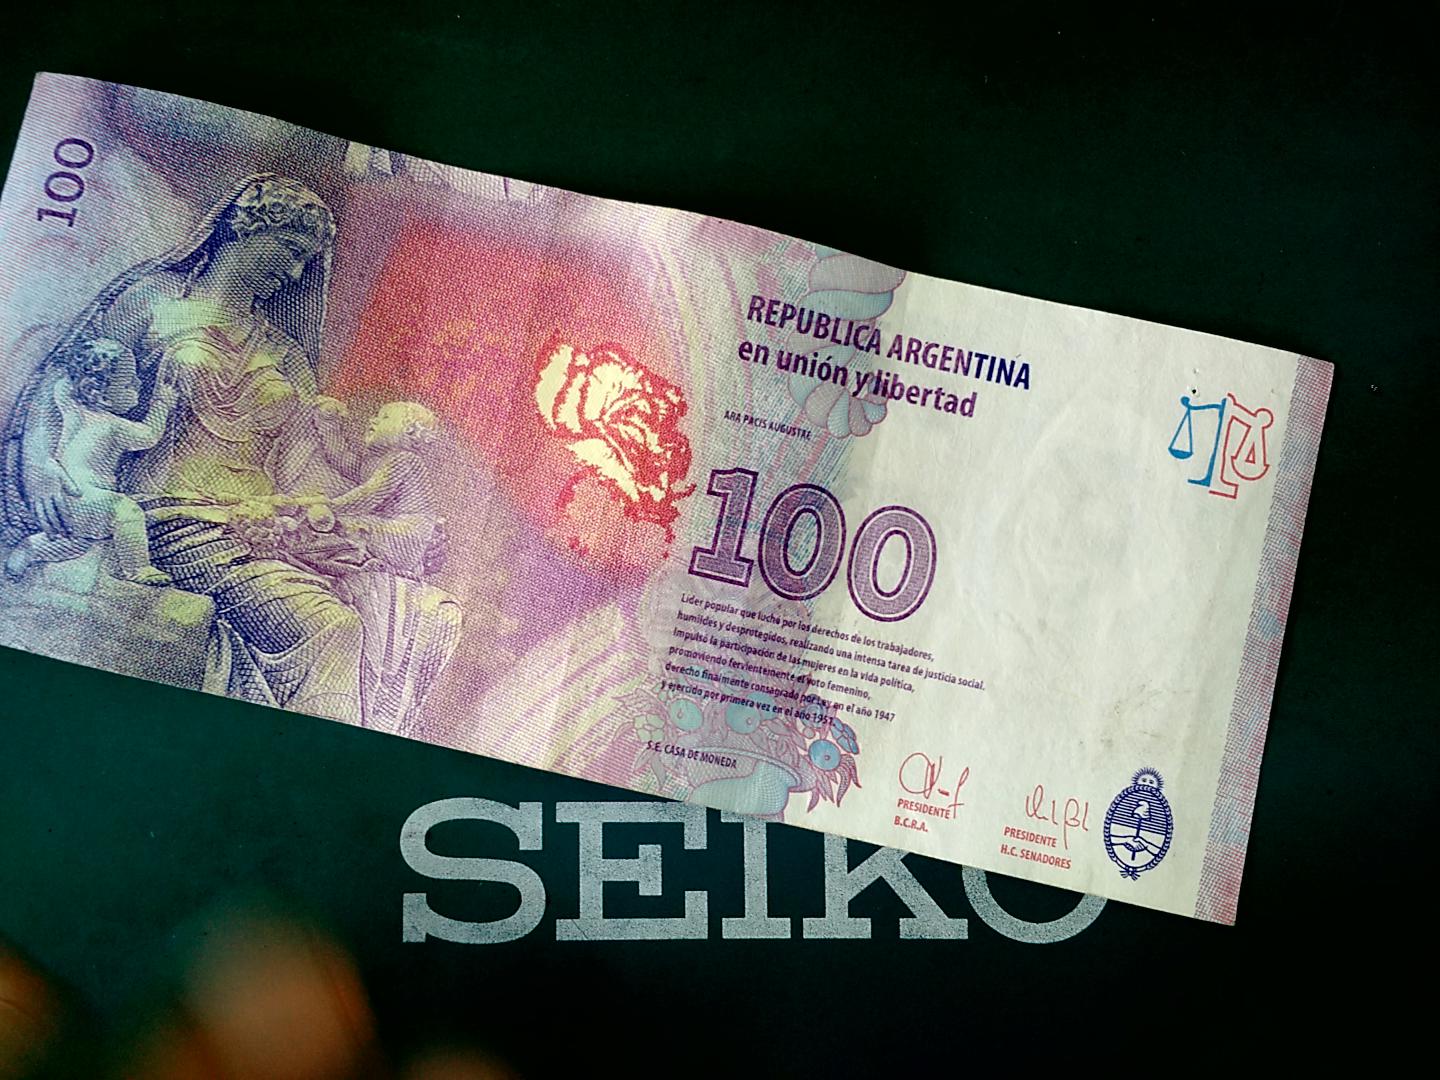 100
REPUBLICA ARGENTINA
en unión y libertad
ARA PACIS AUGUSTAE
100
Líder popular que luchó por los derechos de los trabajadores,
humildes y desprotegidos, realizando una intensa tarea de justicia social.
Impulsó la participación de las mujeres en la vida política,
promoviendo fervientemente el voto femenino,
derecho finalmente consagrado por Ley en el año 1947
y ejercido por primera vez en el año 1951.
S.E. CASA DE MONEDA
PRESIDENTE
B.C.R.A.
PRESIDENTE
H.C. SENADORES
SEIKO